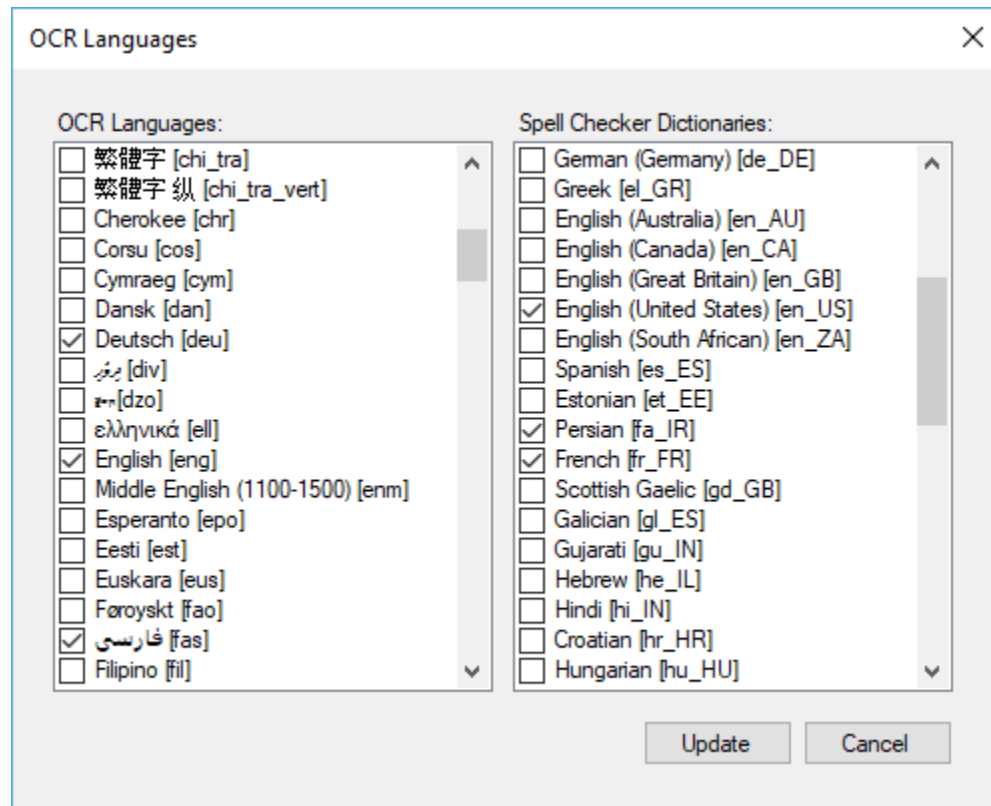 OCR Languages
OCR Languages:
繁體字 [chi_tra]
繁體字 纵 [chi_tra_vert]
Cherokee [chr]
Corsu [cos]
Cymraeg [cym]
Dansk [dan]
Deutsch [deu]
[div]
[dzo]
ελληνικά [ell]
English [eng]
Middle English (1100-1500) [enm]
Esperanto [epo]
Eesti [est]
Euskara [eus]
Føroyskt [fao]
فارسی [fas]
Filipino [fil]
Spell Checker Dictionaries:
German (Germany) [de_DE]
Greek [el_GR]
English (Australia) [en_AU]
English (Canada) [en_CA]
English (Great Britain) [en_GB]
English (United States) [en_US]
English (South African) [en_ZA]
Spanish [es_ES]
Estonian [et_EE]
Persian [fa_IR]
French [fr_FR]
Scottish Gaelic [gd_GB]
Galician [gl_ES]
Gujarati [gu_IN]
Hebrew [he_IL]
Hindi [hi_IN]
Croatian [hr_HR]
Hungarian [hu_HU]
Update
Cancel